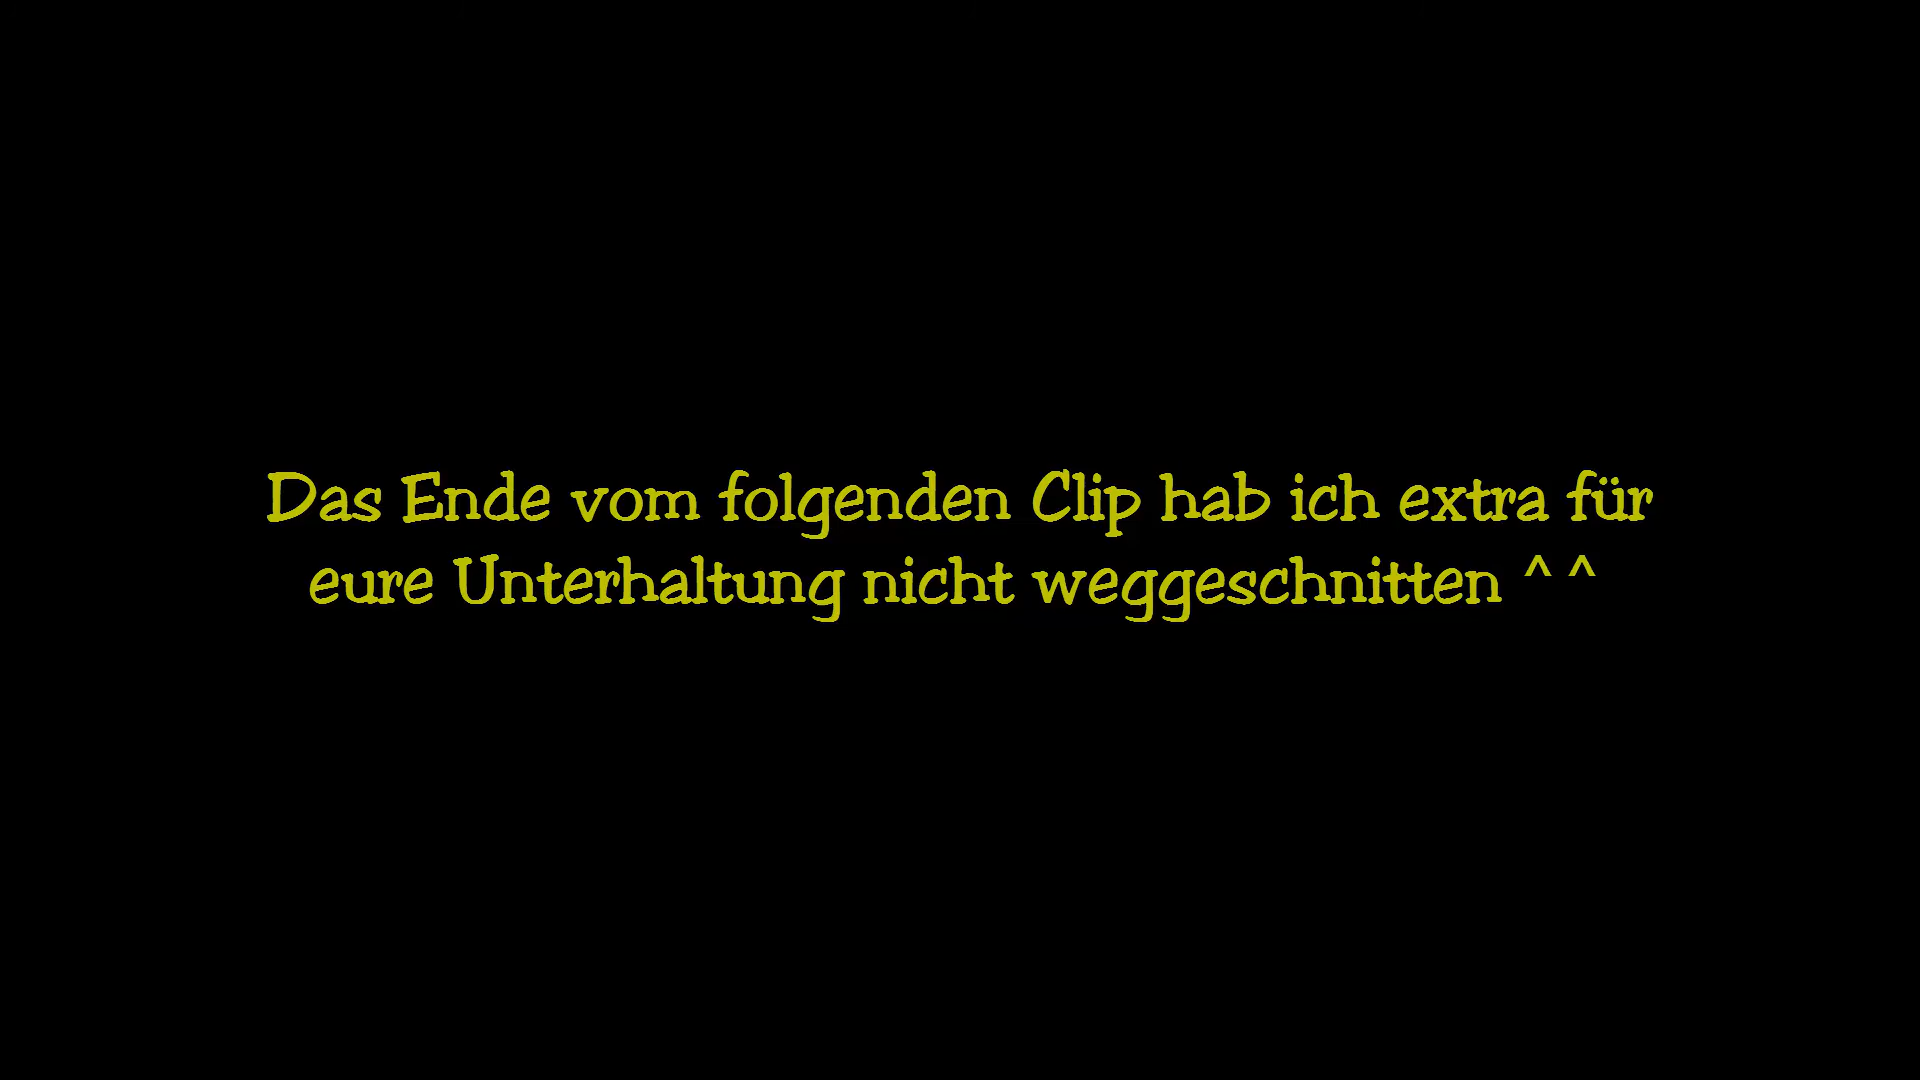 Das Ende vom folgenden Clip hab ich extra für
eure Unterhaltung nicht weggeschnitten ^ ^